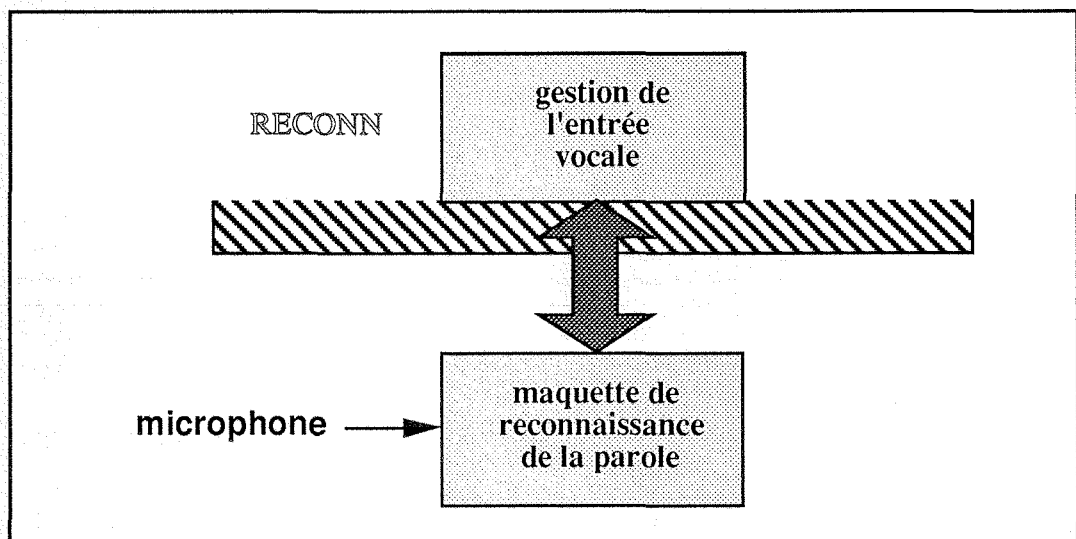 RECONN
gestion de
l'entrée
vocale
microphone
maquette de
reconnaissance
de la parole